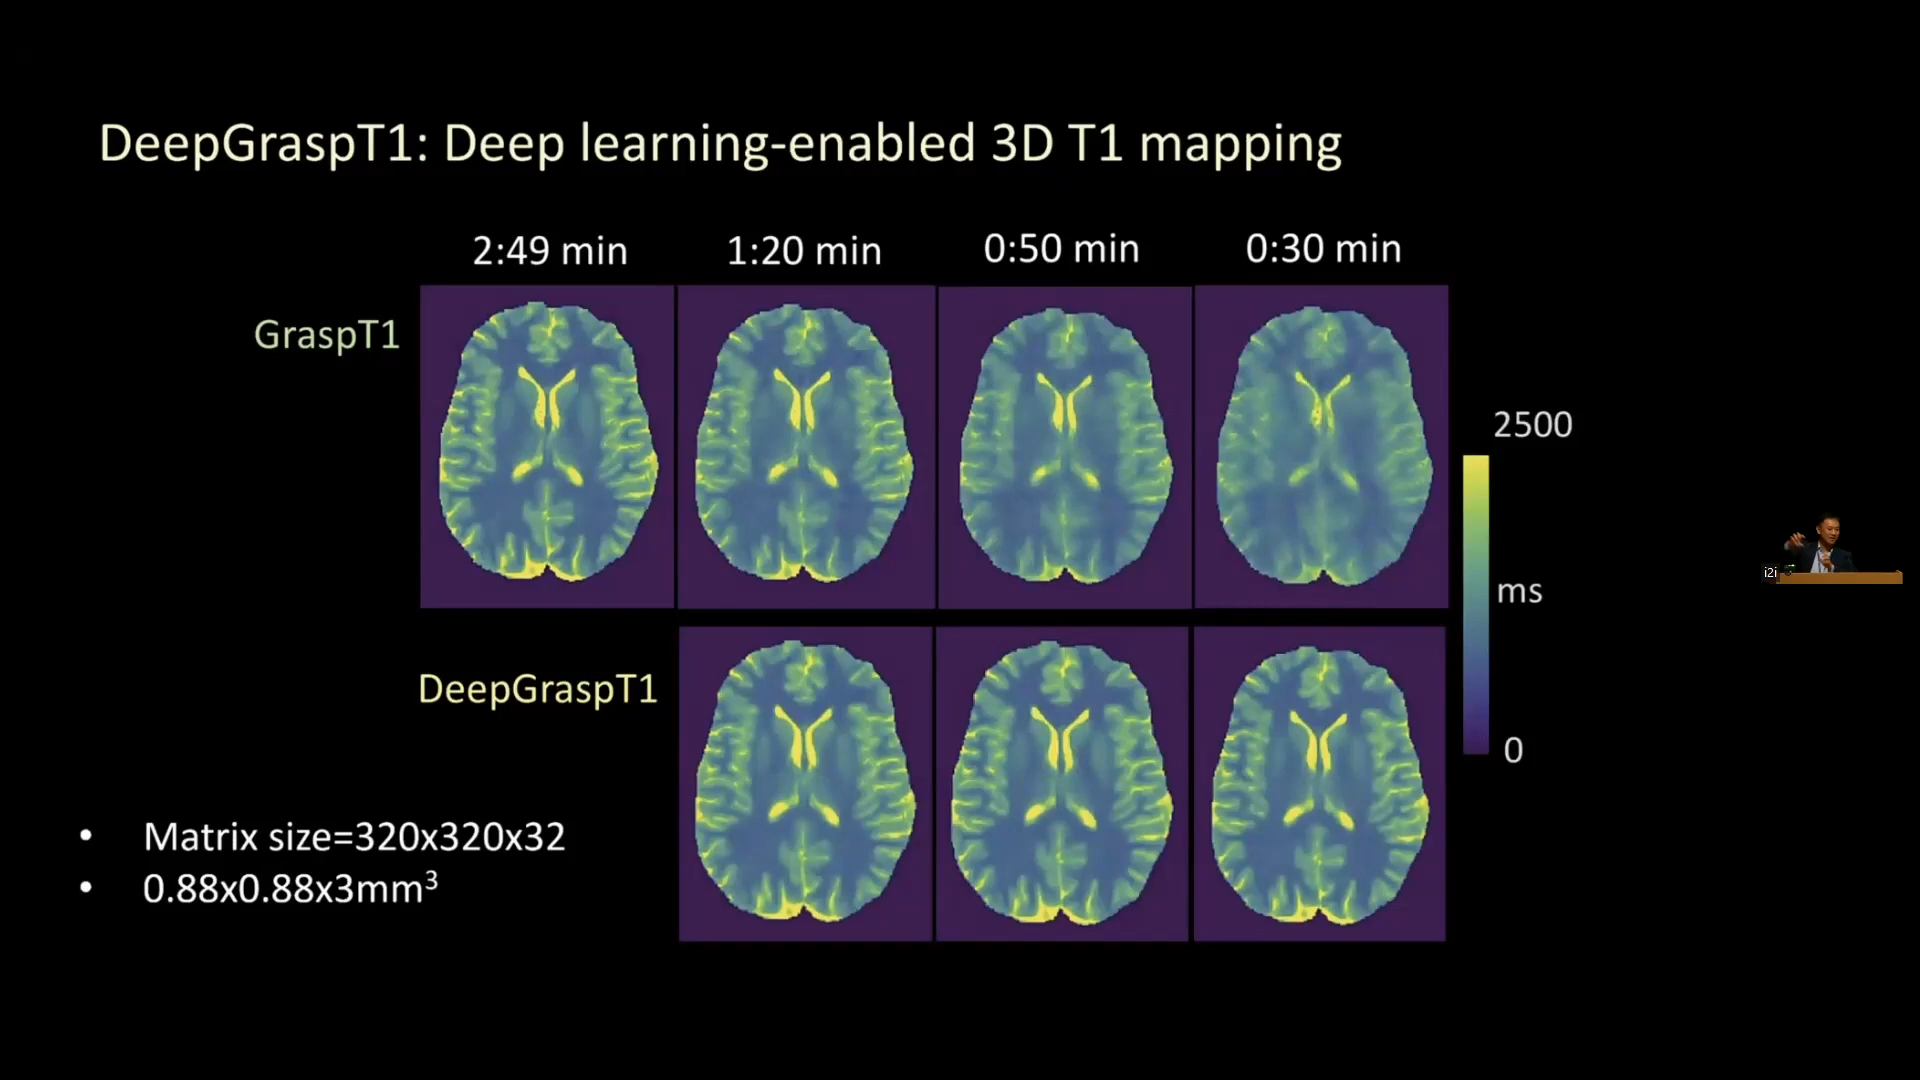 DeepGraspT1: Deep learning-enabled 3D T1 mapping
2:49 min 1:20 min 0:50 min 0:30 min
GraspT1
2500
ms
0
DeepGraspT1
• Matrix size=320x320x32
• 0.88x0.88x3mm³
i2i